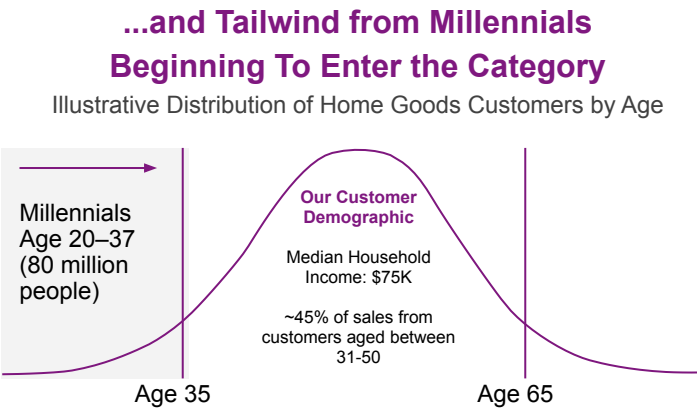 ...and Tailwind from Millennials
Beginning To Enter the Category
Illustrative Distribution of Home Goods Customers by Age
Millennials
Age 20–37
(80 million
people)
Our Customer
Demographic
Median Household
Income: $75K
~45% of sales from
customers aged between
31-50
Age 35
Age 65